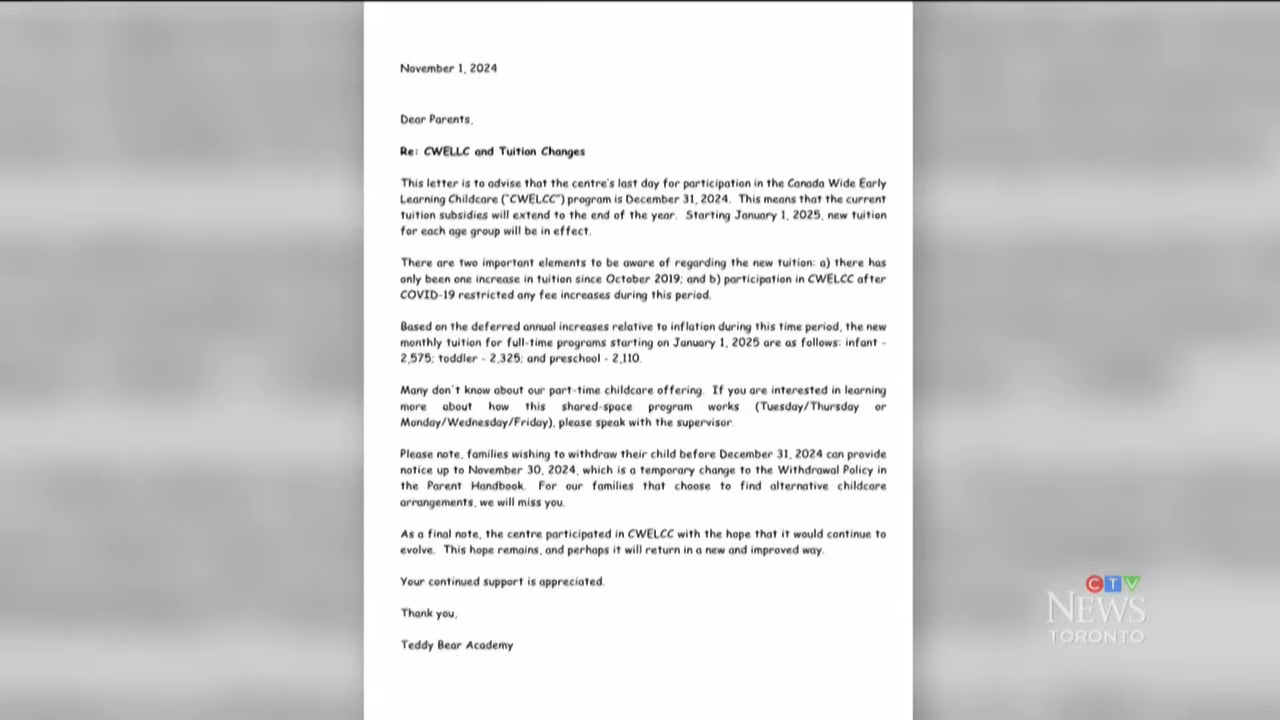 November 1, 2024
Dear Parents,
Re: CWELLC and Tuition Changes
This letter is to advise that the centre's last day for participation in the Canada Wide Early
Learning Childcare ("CWELCC") program is December 31, 2024. This means that the current
tuition subsidies will extend to the end of the year. Starting January 1, 2025, new tuition
for each age group will be in effect.
There are two important elements to be aware of regarding the new tuition: a) there has
only been one increase in tuition since October 2019; and b) participation in CWELCC after
COVID-19 restricted any fee increases during this period.
Based on the deferred annual increases relative to inflation during this time period, the new
monthly tuition for full-time programs starting on January 1, 2025 are as follows: infant -
2,575; toddler - 2,325; and preschool - 2,110.
Many don't know about our part-time childcare offering. If you are interested in learning
more about how this shared-space program works (Tuesday/Thursday or
Monday/Wednesday/Friday), please speak with the supervisor.
Please note, families wishing to withdraw their child before December 31, 2024 can provide
notice up to November 30, 2024, which is a temporary change to the Withdrawal Policy in
the Parent Handbook. For our families that choose to find alternative childcare
arrangements, we will miss you.
As a final note, the centre participated in CWELCC with the hope that it would continue to
evolve. This hope remains, and perhaps it will return in a new and improved way.
Your continued support is appreciated.
Thank you,
Teddy Bear Academy
CTV
NEWS
TORONTO